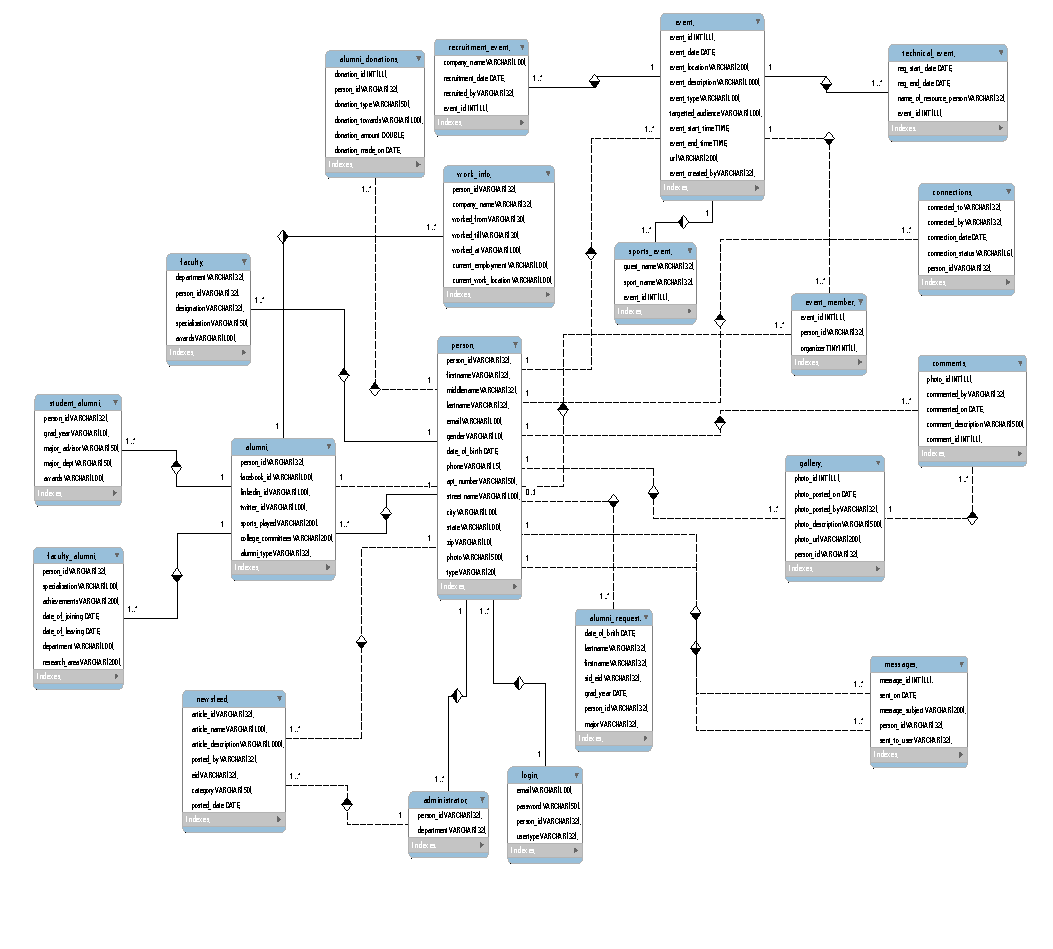 event
event_id INT(11)
event_date DATE
event_location VARCHAR(200)
event_description VARCHAR(1000)
event_type VARCHAR(100)
targerted_audience VARCHAR(100)
event_start_time TIME
event_end_time TIME
url VARCHAR(200)
event_created_by VARCHAR(32)
Indexes
recruitment_event
company_name VARCHAR(100)
recruitment_date DATE
recruited_by VARCHAR(32)
event_id INT(11)
Indexes
technical_event
reg_start_date DATE
reg_end_date DATE
name_of_resource_person VARCHAR(32)
event_id INT(11)
Indexes
alumni_donations
donation_id INT(11)
person_id VARCHAR(32)
donation_type VARCHAR(50)
donation_towards VARCHAR(100)
donation_amount DOUBLE
donation_made_on DATE
Indexes
work_info
person_id VARCHAR(32)
company_name VARCHAR(32)
worked_from VARCHAR(30)
worked_till VARCHAR(30)
worked_at VARCHAR(100)
current_employment VARCHAR(100)
current_work_location VARCHAR(100)
Indexes
connections
connected_to VARCHAR(32)
connected_by VARCHAR(32)
connection_date DATE
connection_status VARCHAR(16)
person_id VARCHAR(32)
Indexes
sports_event
guest_name VARCHAR(32)
sport_name VARCHAR(32)
event_id INT(11)
Indexes
faculty
department VARCHAR(32)
person_id VARCHAR(32)
designation VARCHAR(32)
specialization VARCHAR(50)
awards VARCHAR(100)
Indexes
event_member
event_id INT(11)
person_id VARCHAR(32)
organizer TINYINT(1)
Indexes
person
person_id VARCHAR(32)
firstname VARCHAR(32)
middlename VARCHAR(32)
lastname VARCHAR(32)
email VARCHAR(100)
gender VARCHAR(10)
date_of_birth DATE
phone VARCHAR(15)
apt_number VARCHAR(50)
street name VARCHAR(100)
city VARCHAR(100)
state VARCHAR(100)
zip VARCHAR(10)
photo VARCHAR(500)
type VARCHAR(20)
Indexes
comments
photo_id INT(11)
commented_by VARCHAR(32)
commented_on DATE
comment_description VARCHAR(500)
comment_id INT(11)
Indexes
student_alumni
person_id VARCHAR(32)
grad_year VARCHAR(10)
major_advisor VARCHAR(50)
major_dept VARCHAR(50)
awards VARCHAR(100)
Indexes
alumni
person_id VARCHAR(32)
facebook_id VARCHAR(100)
linkedin_id VARCHAR(100)
twitter_id VARCHAR(100)
sports_played VARCHAR(200)
college_committees VARCHAR(200)
alumni_type VARCHAR(32)
Indexes
gallery
photo_id INT(11)
photo_posted_on DATE
photo_posted_by VARCHAR(32)
photo_description VARCHAR(500)
photo_url VARCHAR(200)
person_id VARCHAR(32)
Indexes
faculty_alumni
person_id VARCHAR(32)
specialisation VARCHAR(100)
achievements VARCHAR(200)
date_of_joining DATE
date_of_leaving DATE
department VARCHAR(100)
research_area VARCHAR(200)
Indexes
alumni_request
date_of_birth DATE
lastname VARCHAR(32)
firstname VARCHAR(32)
sid_eid VARCHAR(32)
grad_year DATE
person_id VARCHAR(32)
major VARCHAR(32)
Indexes
messages
message_id INT(11)
sent_on DATE
message_subject VARCHAR(200)
person_id VARCHAR(32)
sent_to_user VARCHAR(32)
Indexes
newsfeed
article_id VARCHAR(32)
article_name VARCHAR(100)
article_description VARCHAR(1000)
posted_by VARCHAR(32)
eid VARCHAR(32)
category VARCHAR(50)
posted_date DATE
Indexes
administrator
person_id VARCHAR(32)
department VARCHAR(32)
Indexes
login
email VARCHAR(100)
password VARCHAR(50)
person_id VARCHAR(32)
usertype VARCHAR(32)
Indexes